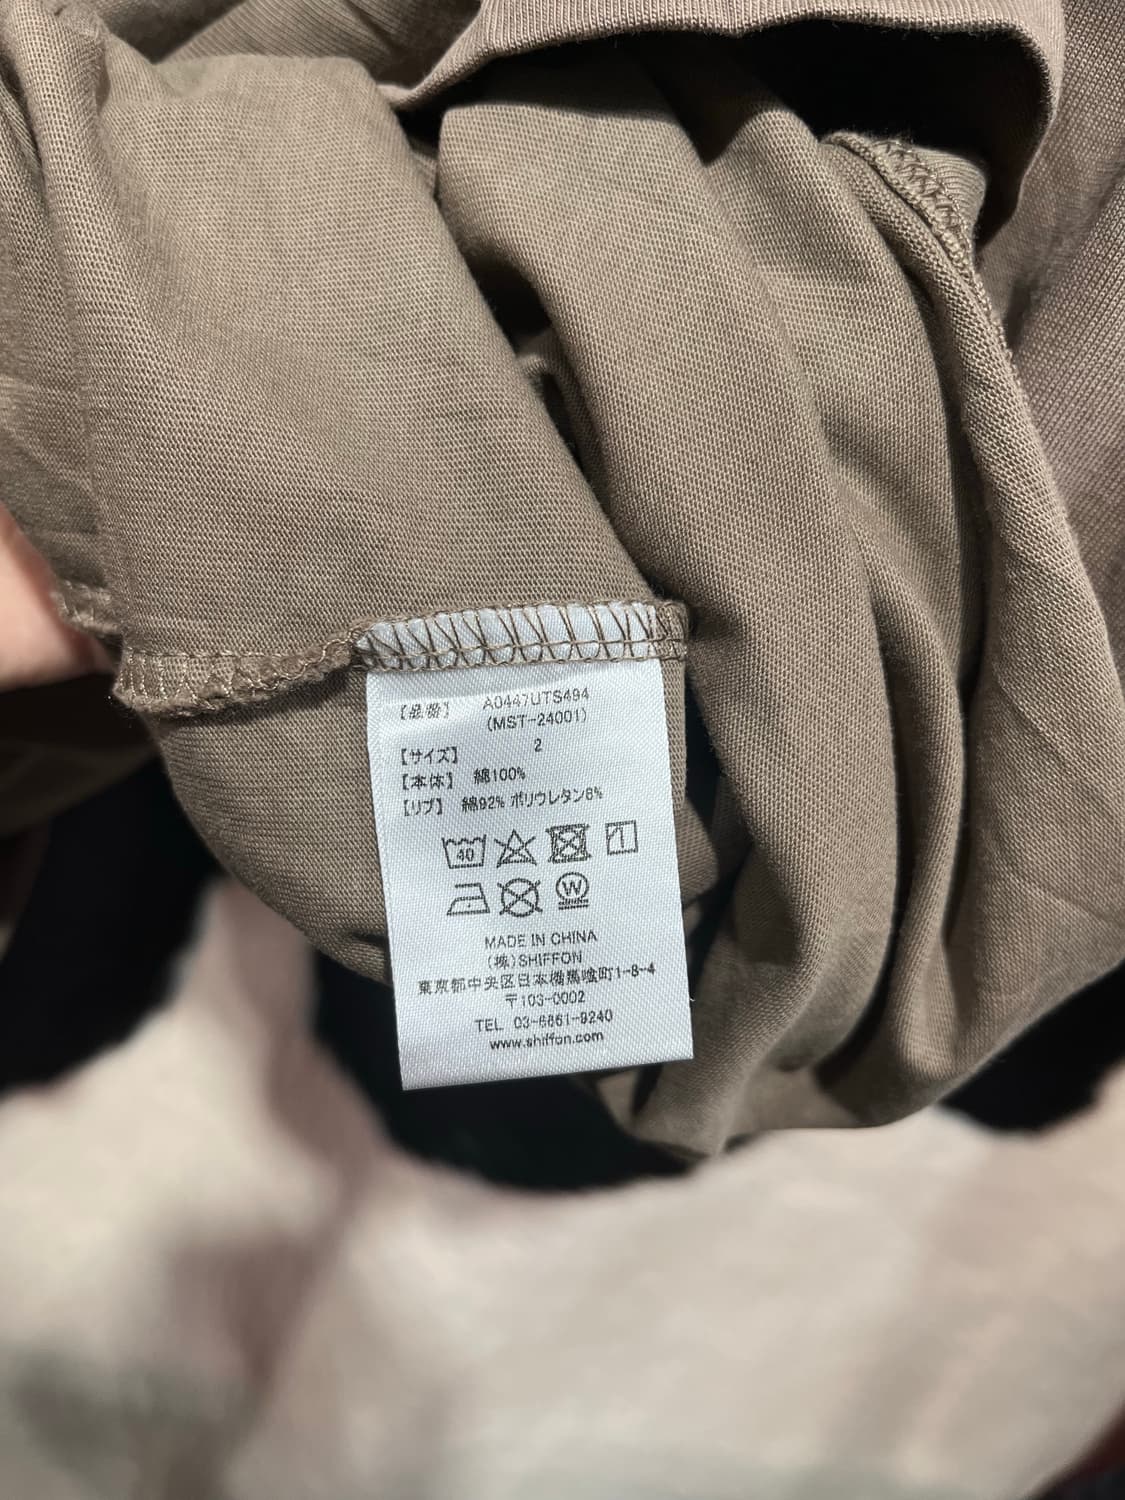 【品番】 A0447UTS494
(MST-24001)
【サイズ】 2
【本体】 綿100%
【リブ】 綿92% ポリウレタン8%
40
W
MADE IN CHINA
(株)SHIFFON
東京都中央区日本橋馬喰町1-8-4
〒103-0002
TEL 03-6861-9240
www.shiffon.com